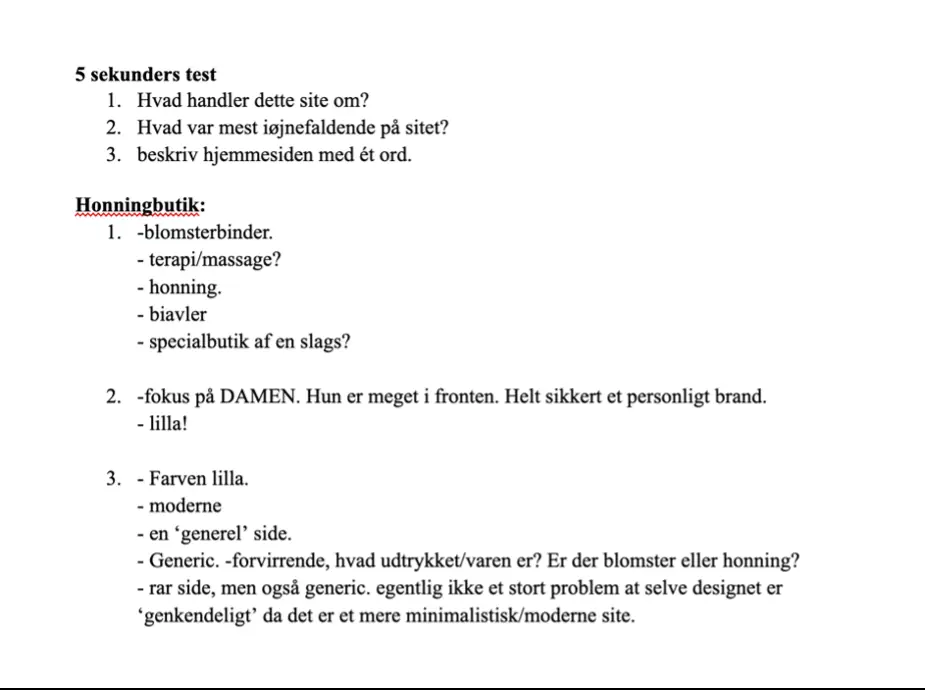 5 sekunders test
1. Hvad handler dette site om?
2. Hvad var mest iøjnefaldende på sitet?
3. beskriv hjemmesiden med ét ord.
Honningbutik:
1. -blomsterbinder.
- terapi/massage?
- honning.
- biavler
- specialbutik af en slags?
2. -fokus på DAMEN. Hun er meget i fronten. Helt sikkert et personligt brand.
- lilla!
3. - Farven lilla.
- moderne
- en ‘generel’ side.
- Generic. -forvirrende, hvad udtrykket/varen er? Er der blomster eller honning?
- rar side, men også generic. egentlig ikke et stort problem at selve designet er
‘genkendeligt’ da det er et mere minimalistisk/moderne site.